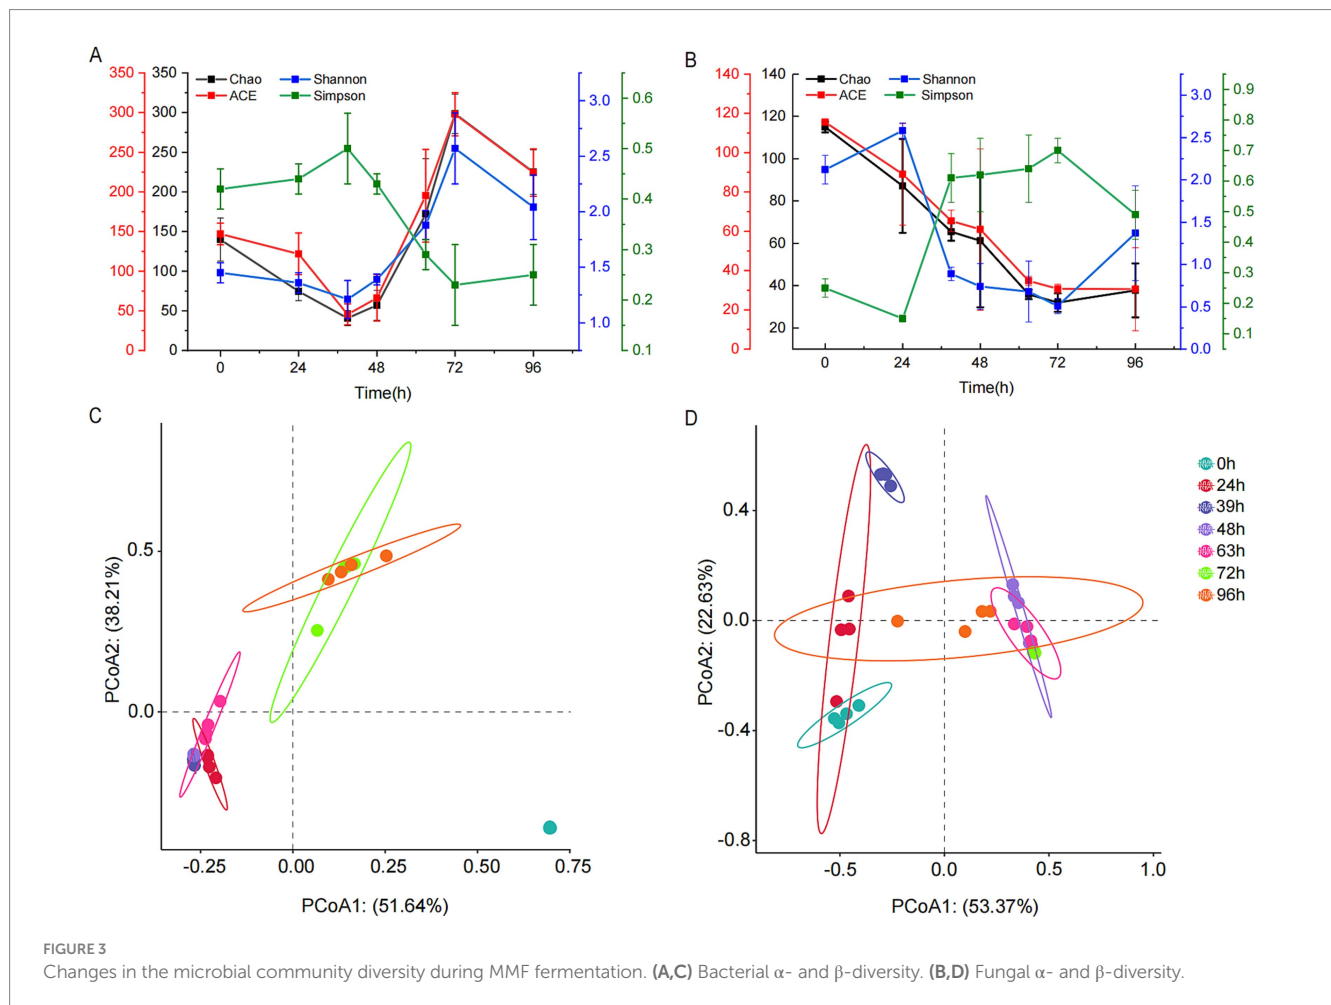 A
350
300
250
200
150
100
50
0
350
300
250
200
150
100
50
0
Chao
Shannon
ACE
Simpson
3.0
2.5
2.0
1.5
1.0
0.6
0.5
0.4
0.3
0.2
0.1
0 24 48 72 96
Time(h)
B
140
120
100
80
60
40
20
0
140
120
100
80
60
40
20
Chao
Shannon
ACE
Simpson
3.0
2.5
2.0
1.5
1.0
0.5
0.0
0.9
0.8
0.7
0.6
0.5
0.4
0.3
0.2
0.1
0 24 48 72 96
Time(h)
C
PCoA2: (38.21%)
0.5
0.0
-0.25 0.00 0.25 0.50 0.75
PCoA1: (51.64%)
D
PCoA2: (22.63%)
0.4
0.0
-0.4
-0.8
-0.5 0.0 0.5 1.0
PCoA1: (53.37%)
0h
24h
39h
48h
63h
72h
96h
FIGURE 3
Changes in the microbial community diversity during MMF fermentation. (A,C) Bacterial α- and β-diversity. (B,D) Fungal α- and β-diversity.